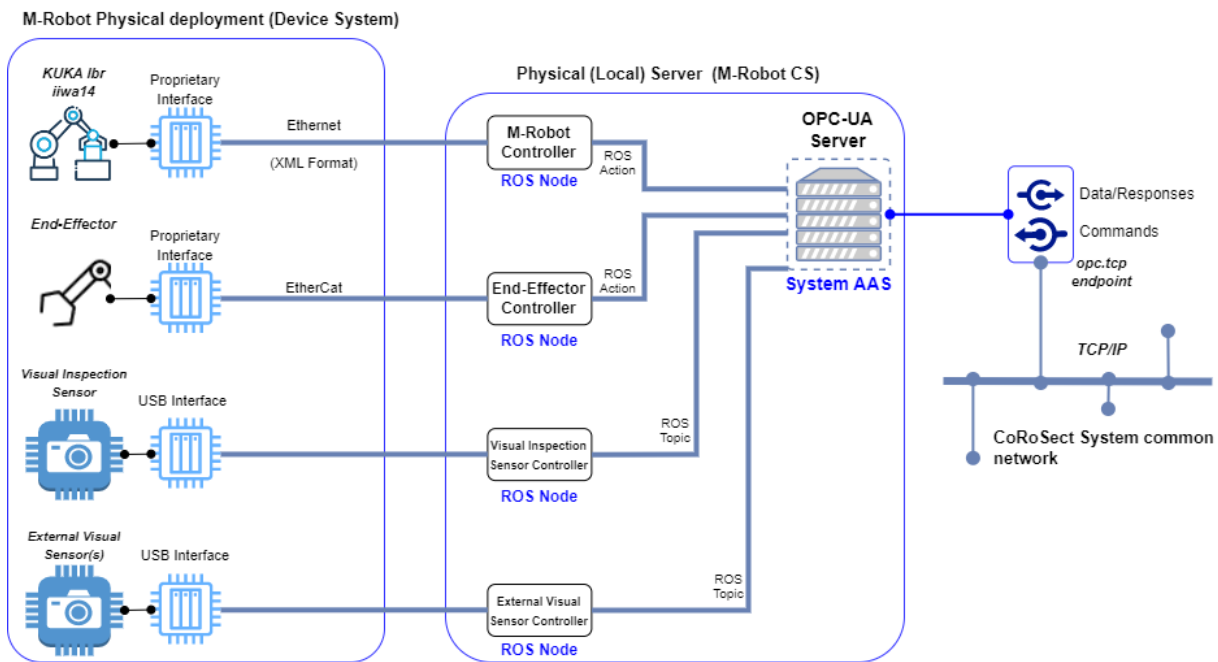 M-Robot Physical deployment (Device System)
KUKA lbr
iiwa14
Proprietary
Interface
Ethernet
(XML Format)
End-Effector
Proprietary
Interface
EtherCat
Visual Inspection
Sensor
USB Interface
External Visual
Sensor(s)
USB Interface
Physical (Local) Server (M-Robot CS)
M-Robot
Controller
ROS Node
ROS
Action
End-Effector
Controller
ROS Node
ROS
Action
Visual Inspection
Sensor Controller
ROS Node
ROS
Topic
External Visual
Sensor Controller
ROS Node
ROS
Topic
OPC-UA
Server
System AAS
Data/Responses
Commands
opc.tcp
endpoint
TCP/IP
CoRoSect System common
network